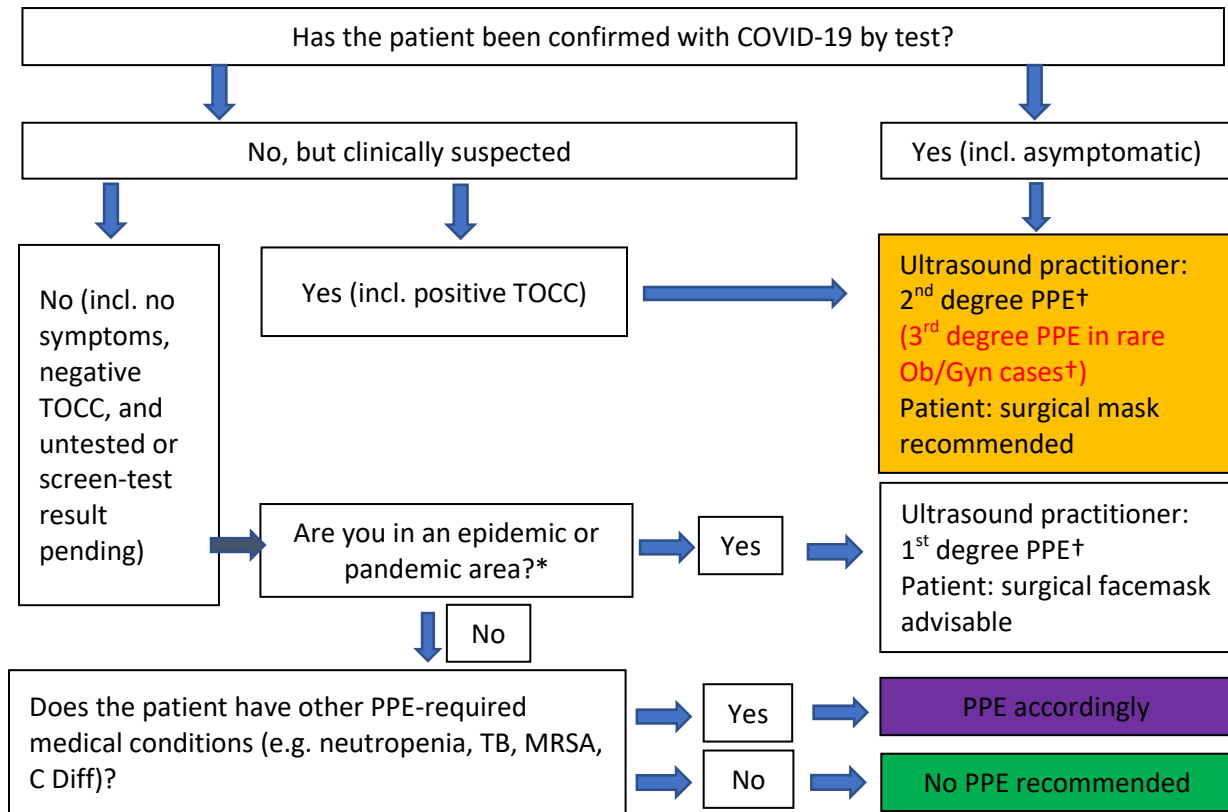 Has the patient been confirmed with COVID-19 by test?
No, but clinically suspected
Yes (incl. asymptomatic)
No (incl. no
symptoms,
negative
TOCC, and
untested or
screen-test
result
pending)
Yes (incl. positive TOCC)
Ultrasound practitioner:
2nd degree PPE†
(3rd degree PPE in rare
Ob/Gyn cases†)
Patient: surgical mask
recommended
Are you in an epidemic or
pandemic area?*
Yes
Ultrasound practitioner:
1st degree PPE†
Patient: surgical facemask
advisable
No
Does the patient have other PPE-required
medical conditions (e.g. neutropenia, TB, MRSA,
C Diff)?
Yes
PPE accordingly
No
No PPE recommended